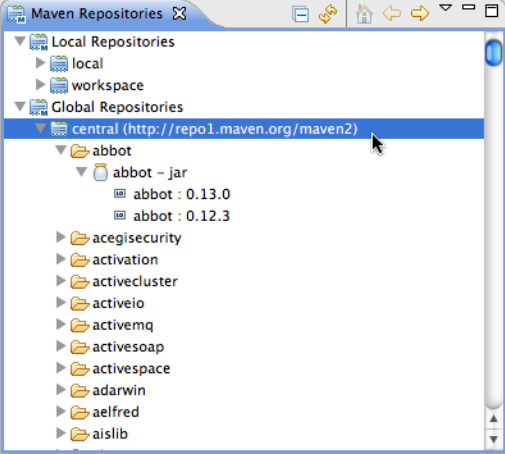 Maven Repositories
Local Repositories
local
workspace
Global Repositories
central (http://repo1.maven.org/maven2)
abbot
abbot - jar
abbot : 0.13.0
abbot : 0.12.3
acegisecurity
activation
activecluster
activeio
activemq
activesoap
activespace
adarwin
aelfred
aislib